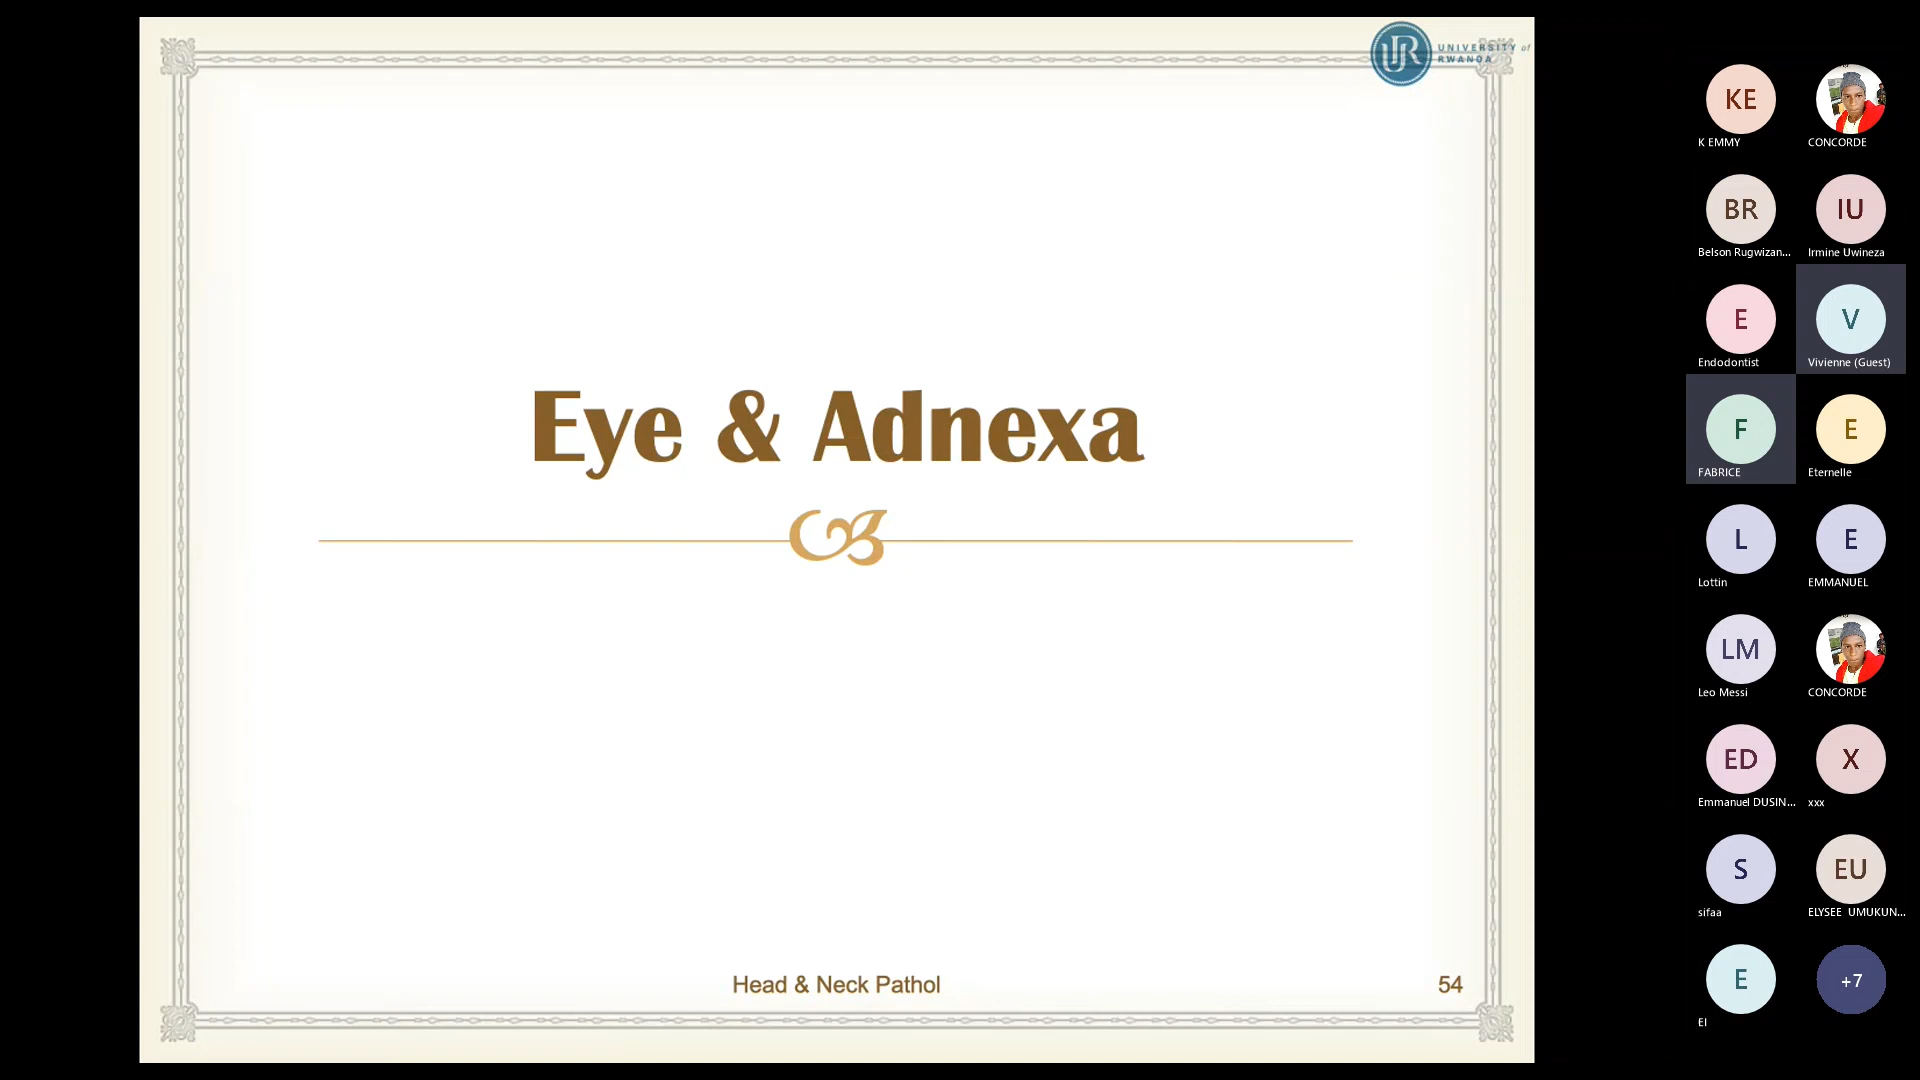 UNIVERSITY of
RWANDA
Eye & Adnexa
Head & Neck Pathol
54
KE
K EMMY
CONCORDE
BR
Belson Rugwizan...
IU
Irmine Uwineza
E
Endodontist
V
Vivienne (Guest)
F
FABRICE
E
Eternelle
L
Lottin
E
EMMANUEL
LM
Leo Messi
CONCORDE
ED
Emmanuel DUSIN...
X
xxx
S
sifaa
EU
ELYSEE UMUKUN...
E
+7